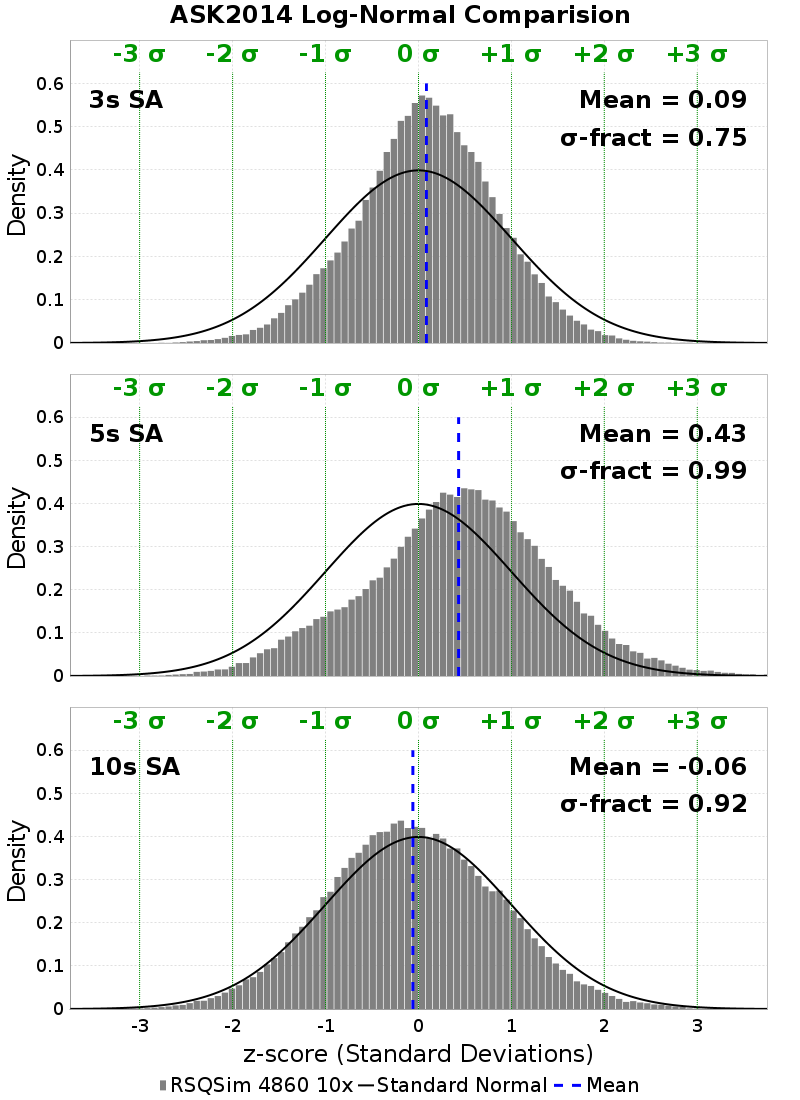 ASK2014 Log-Normal Comparision
-3 σ -2 σ -1 σ 0 σ +1 σ +2 σ +3 σ
3s SA
Mean = 0.09
σ-fract = 0.75
0.6
0.5
0.4
0.3
0.2
0.1
0
Density
-3 σ -2 σ -1 σ 0 σ +1 σ +2 σ +3 σ
5s SA
Mean = 0.43
σ-fract = 0.99
0.6
0.5
0.4
0.3
0.2
0.1
0
Density
-3 σ -2 σ -1 σ 0 σ +1 σ +2 σ +3 σ
10s SA
Mean = -0.06
σ-fract = 0.92
0.6
0.5
0.4
0.3
0.2
0.1
0
Density
-3 -2 -1 0 1 2 3
z-score (Standard Deviations)
RSQSim 4860 10x Standard Normal Mean